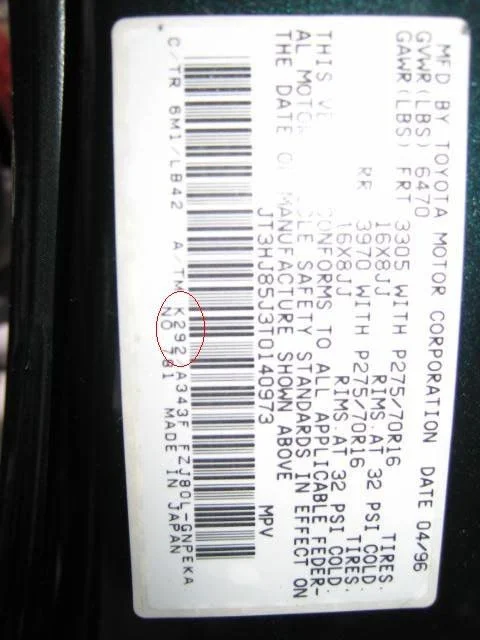 MFD BY TOYOTA MOTOR CORPORATION DATE 04/96
GVWR(LBS) 6470
GAWR(LBS) FRT 3305 WITH P275/70R16 TIRES.
16X8JJ RIMS.AT 32 PSI COLD.
RR 3970 WITH P275/70R16 TIRES.
16X8JJ RIMS.AT 32 PSI COLD.
THIS VE CONFORMS TO ALL APPLICABLE FEDER-
AL MOTOR LE SAFETY STANDARDS IN EFFECT ON
THE DATE OF MANUFACTURE SHOWN ABOVE
JT3HJ85J3T0140973 MPV
C/TR 6M1/LB42 A/TM K292/A343F FZJ80L-GNPEKA
NO 781 MADE IN JAPAN